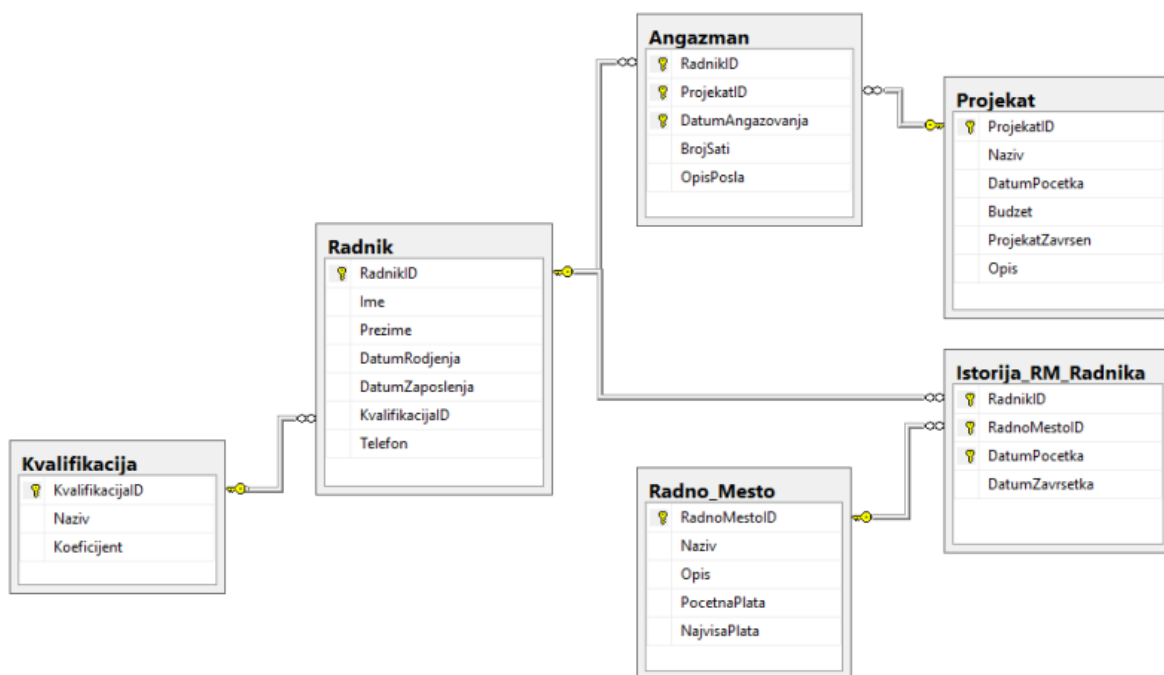 Angazman
RadnikID
ProjekatID
DatumAngazovanja
BrojSati
OpisPosla
Projekat
ProjekatID
Naziv
DatumPocetka
Budzet
ProjekatZavrsen
Opis
Radnik
RadnikID
Ime
Prezime
DatumRodjenja
DatumZaposlenja
KvalifikacijaID
Telefon
Istorija_RM_Radnika
RadnikID
RadnoMestoID
DatumPocetka
DatumZavrsetka
Kvalifikacija
KvalifikacijaID
Naziv
Koeficijent
Radno_Mesto
RadnoMestoID
Naziv
Opis
PocetnaPlata
NajvisaPlata